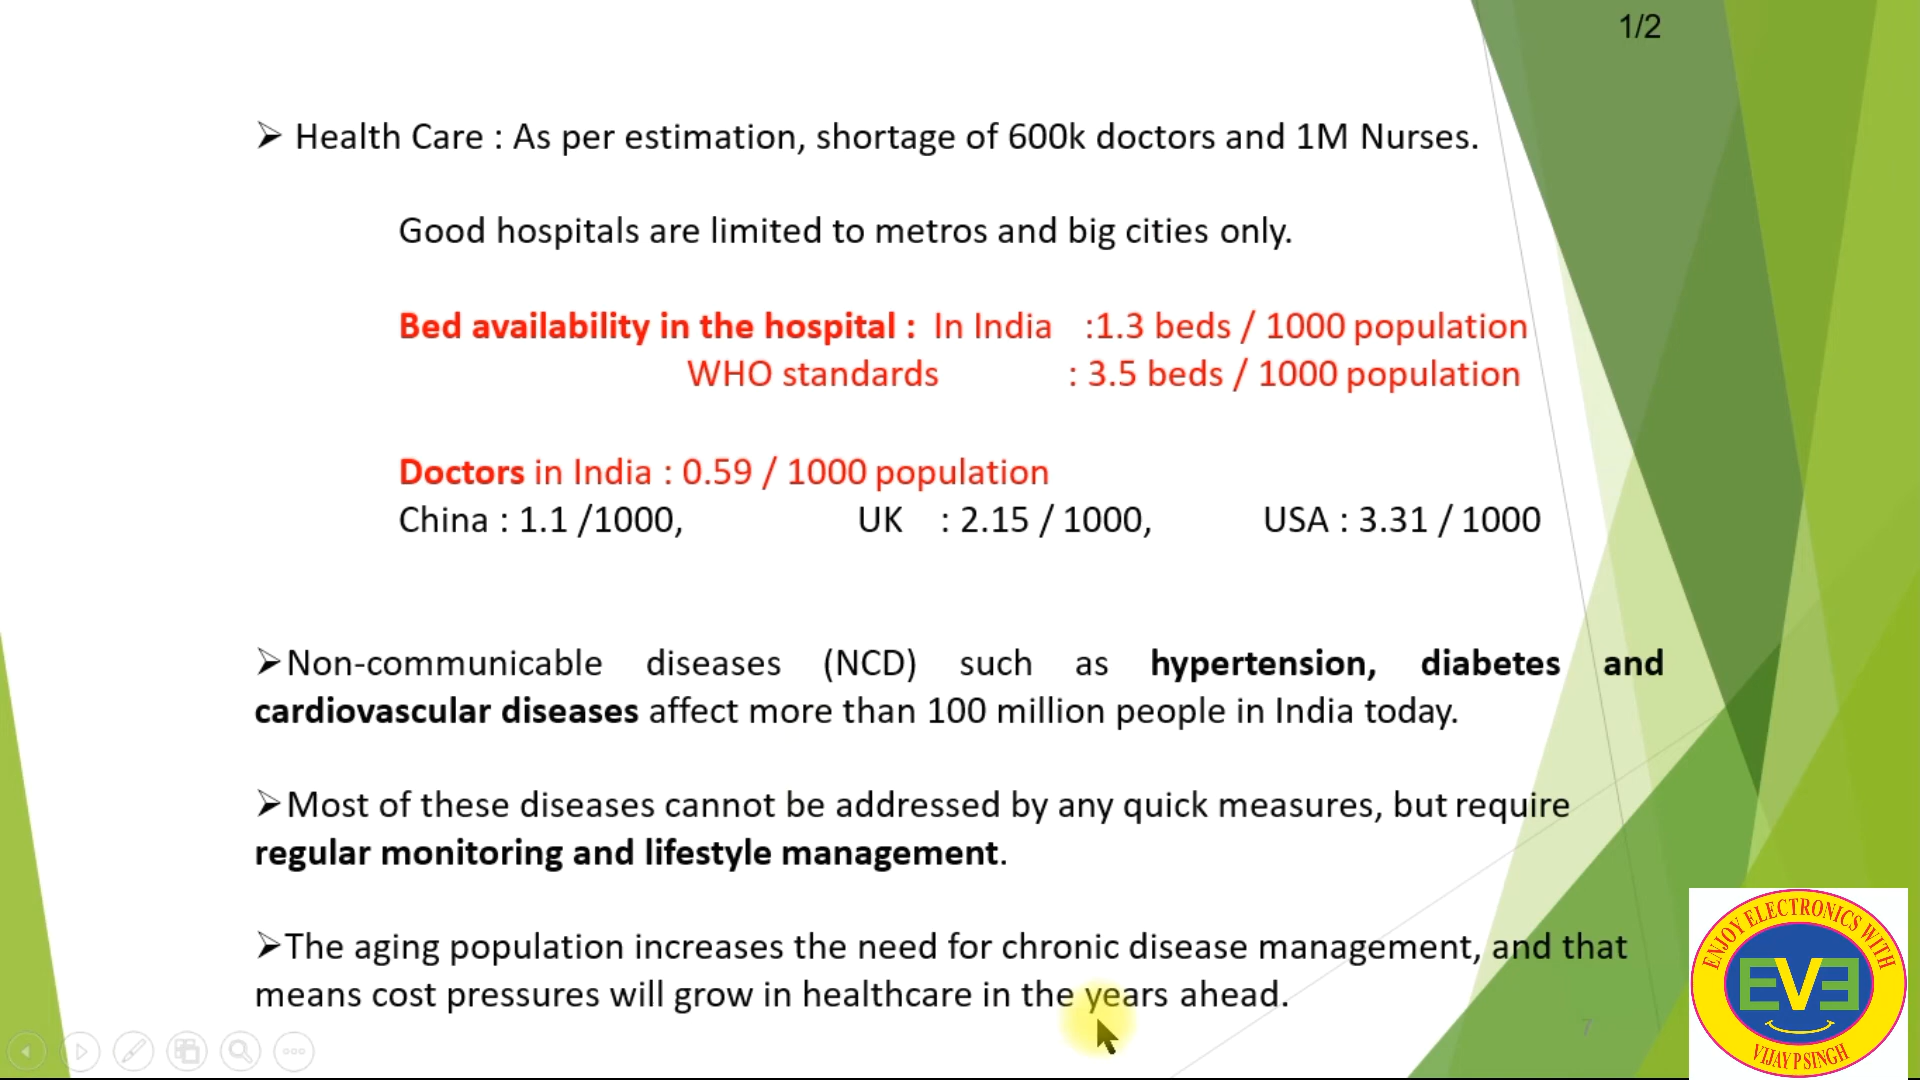 1/2
➢ Health Care : As per estimation, shortage of 600k doctors and 1M Nurses.
Good hospitals are limited to metros and big cities only.
Bed availability in the hospital : In India :1.3 beds / 1000 population
WHO standards : 3.5 beds / 1000 population
Doctors in India : 0.59 / 1000 population
China : 1.1 /1000, UK : 2.15 / 1000, USA : 3.31 / 1000
➢Non-communicable diseases (NCD) such as hypertension, diabetes and
cardiovascular diseases affect more than 100 million people in India today.
➢Most of these diseases cannot be addressed by any quick measures, but require
regular monitoring and lifestyle management.
➢The aging population increases the need for chronic disease management, and that
means cost pressures will grow in healthcare in the years ahead.
7
ENJOY ELECTRONICS WITH
EVE
VIJAY P SINGH